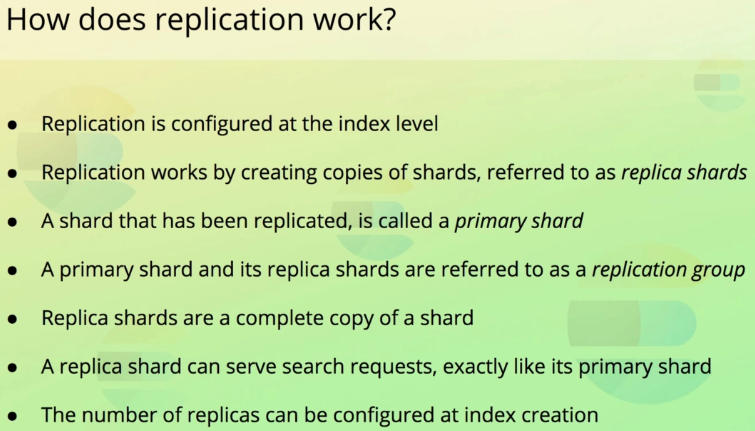 How does replication work?
● Replication is configured at the index level
● Replication works by creating copies of shards, referred to as replica shards
● A shard that has been replicated, is called a primary shard
● A primary shard and its replica shards are referred to as a replication group
● Replica shards are a complete copy of a shard
● A replica shard can serve search requests, exactly like its primary shard
● The number of replicas can be configured at index creation